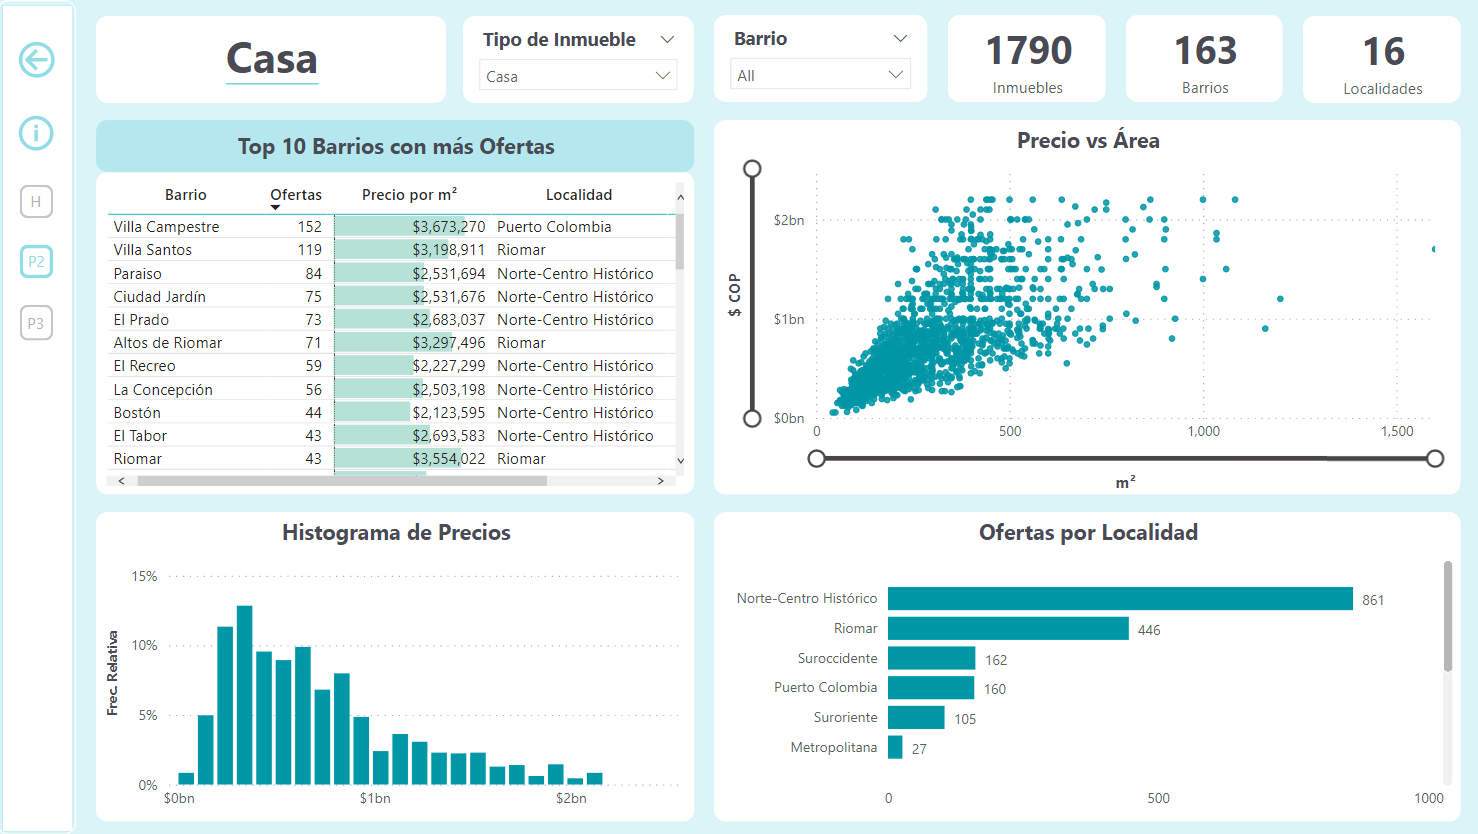 Casa
Tipo de Inmueble
Casa
Barrio
All
1790
Inmuebles
163
Barrios
16
Localidades
H
P2
P3
Top 10 Barrios con más Ofertas
Barrio Ofertas Precio por m² Localidad
Villa Campestre 152 $3,673,270 Puerto Colombia
Villa Santos 119 $3,198,911 Riomar
Paraiso 84 $2,531,694 Norte-Centro Histórico
Ciudad Jardín 75 $2,531,676 Norte-Centro Histórico
El Prado 73 $2,683,037 Norte-Centro Histórico
Altos de Riomar 71 $3,297,496 Riomar
El Recreo 59 $2,227,299 Norte-Centro Histórico
La Concepción 56 $2,503,198 Norte-Centro Histórico
Bostón 44 $2,123,595 Norte-Centro Histórico
El Tabor 43 $2,693,583 Norte-Centro Histórico
Riomar 43 $3,554,022 Riomar
Precio vs Área
$ COP
$2bn
$1bn
$0bn
0 500 1,000 1,500
m²
Histograma de Precios
Frec. Relativa
15%
10%
5%
0%
$0bn $1bn $2bn
Ofertas por Localidad
Norte-Centro Histórico 861
Riomar 446
Suroccidente 162
Puerto Colombia 160
Suroriente 105
Metropolitana 27
0 500 1000